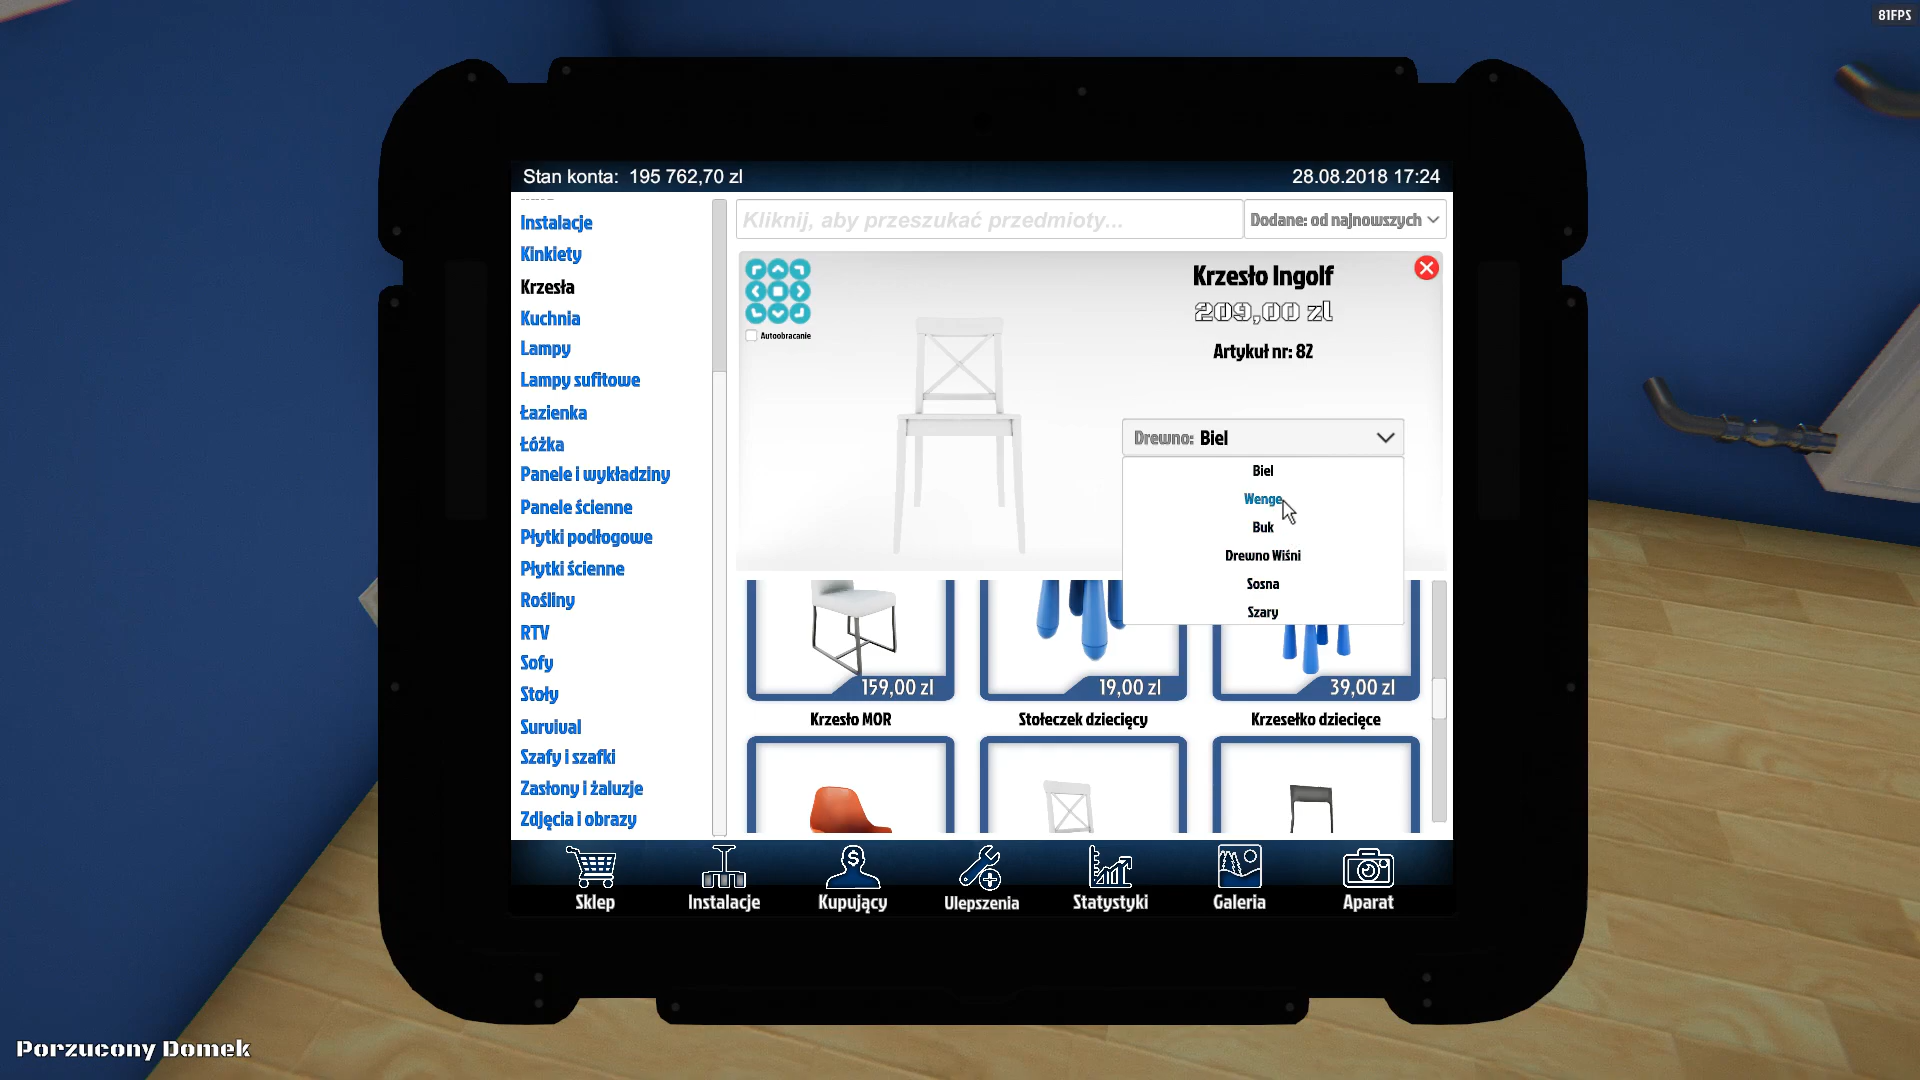 81FPS
Stan konta: 195 762,70 zl
28.08.2018 17:24
Instalacje
Kinkiety
Krzesła
Kuchnia
Lampy
Lampy sufitowe
Łazienka
Łóżka
Panele i wykładziny
Panele ścienne
Płytki podłogowe
Płytki ścienne
Rośliny
RTV
Sofy
Stoły
Survival
Szafy i szafki
Zasłony i żaluzje
Zdjęcia i obrazy
Kliknij, aby przeszukać przedmioty...
Dodane: od najnowszych
Autoobracanie
Krzesło Ingolf
209,00 zl
Artykuł nr: 82
Drewno: Biel
Biel
Wenge
Buk
Drewno Wiśni
Sosna
Szary
159,00 zl
19,00 zl
39,00 zl
Krzesło MOR
Stołeczek dziecięcy
Krzesełko dziecięce
Sklep
Instalacje
Kupujący
Ulepszenia
Statystyki
Galeria
Aparat
Porzucony Domek